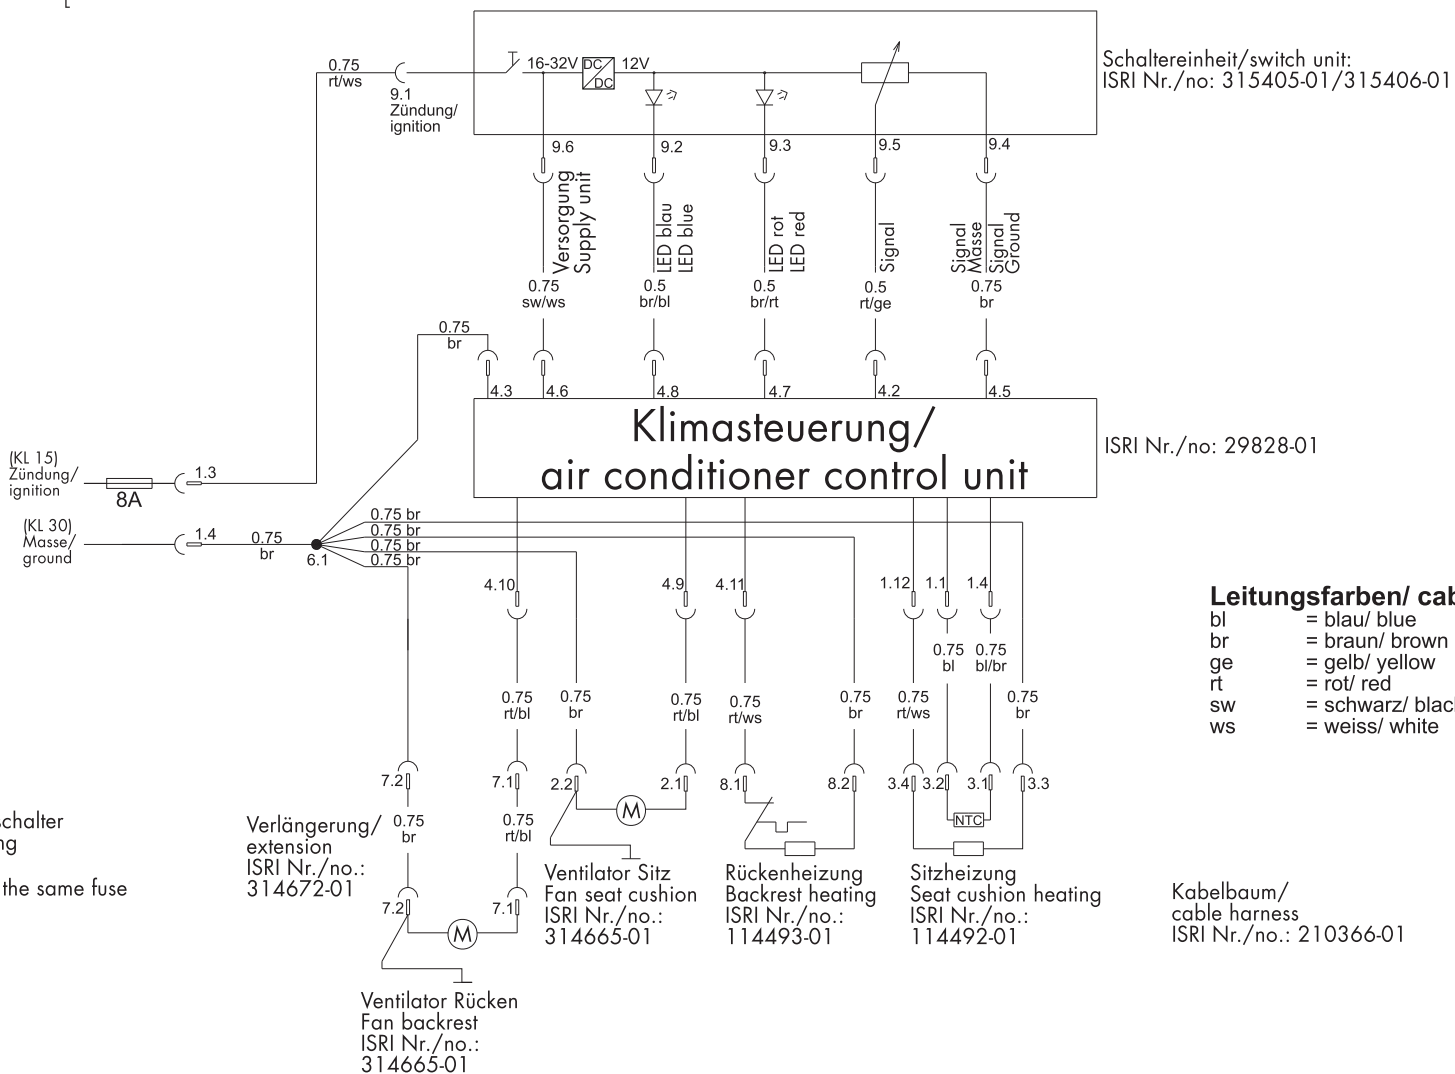 0.75
rt/ws
9.1
Zündung/
ignition
16-32V
DC
DC
12V
Schaltereinheit/switch unit:
ISRI Nr./no: 315405-01/315406-01
9.6
9.2
9.3
9.5
9.4
Versorgung
Supply unit
LED blau
LED blue
LED rot
LED red
Signal
Signal
Masse
Signal
Ground
0.75
sw/ws
0.5
br/bl
0.5
br/rt
0.5
rt/ge
0.75
br
0.75
br
4.3
4.6
4.8
4.7
4.2
4.5
Klimasteuerung/
air conditioner control unit
ISRI Nr./no: 29828-01
(KL 15)
Zündung/
ignition
8A
1.3
(KL 30)
Masse/
ground
1.4
0.75
br
6.1
0.75 br
0.75 br
0.75 br
0.75 br
4.10
4.9
4.11
1.12
1.1
1.4
0.75
bl
0.75
bl/br
0.75
rt/bl
0.75
br
0.75
rt/bl
0.75
rt/ws
0.75
br
0.75
rt/ws
0.75
br
Leitungsfarben/
bl = blau/ blue
br = braun/ brown
ge = gelb/ yellow
rt = rot/ red
sw = schwarz/
ws = weiss/ white
7.2
7.1
2.2
2.1
8.1
8.2
3.4
3.2
3.1
3.3
M
NTC
0.75
br
0.75
rt/bl
Verlängerung/
extension
ISRI Nr./no.:
314672-01
7.2
7.1
M
Ventilator Sitz
Fan seat cushion
ISRI Nr./no.:
314665-01
Rückenheizung
Backrest heating
ISRI Nr./no.:
114493-01
Sitzheizung
Seat cushion heating
ISRI Nr./no.:
114492-01
Kabelbaum/
cable harness
ISRI Nr./no.: 210366-01
the same fuse
Ventilator Rücken
Fan backrest
ISRI Nr./no.:
314665-01